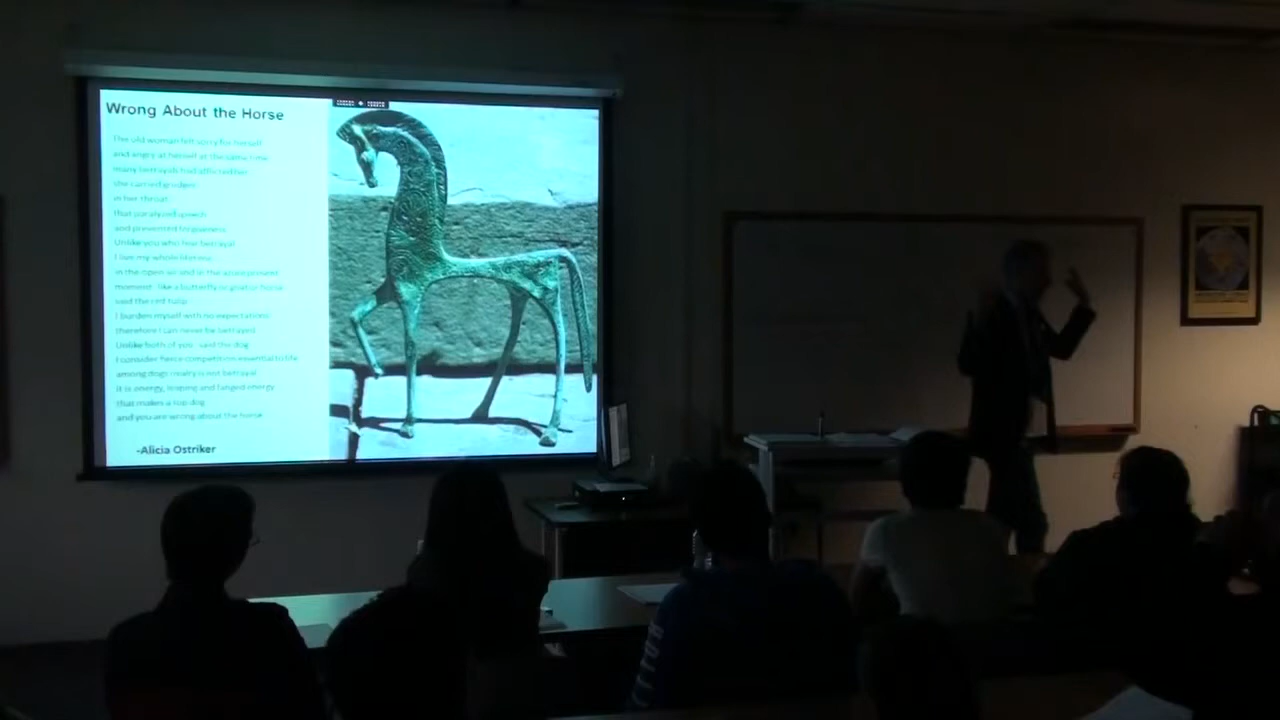 Wrong About the Horse
The old woman felt sorry for herself
and angry at herself at the same time
many betrayals had afflicted her
she carried grudges
in her throat
that paralyzed speech
and prevented forgiveness
Unlike you who fear betrayal
I live my whole lifetime
in the open air and in the present
moment like a butterfly or goat or horse
said the red tulip
I burden myself with no expectations
therefore I can never be betrayed
Unlike both of you said the dog
I consider fierce competition essential to life
among dogs rivalry is not betrayal
it is energy, leaping and fanged energy
that makes a top dog
and you are wrong about the horse
-Alicia Ostriker